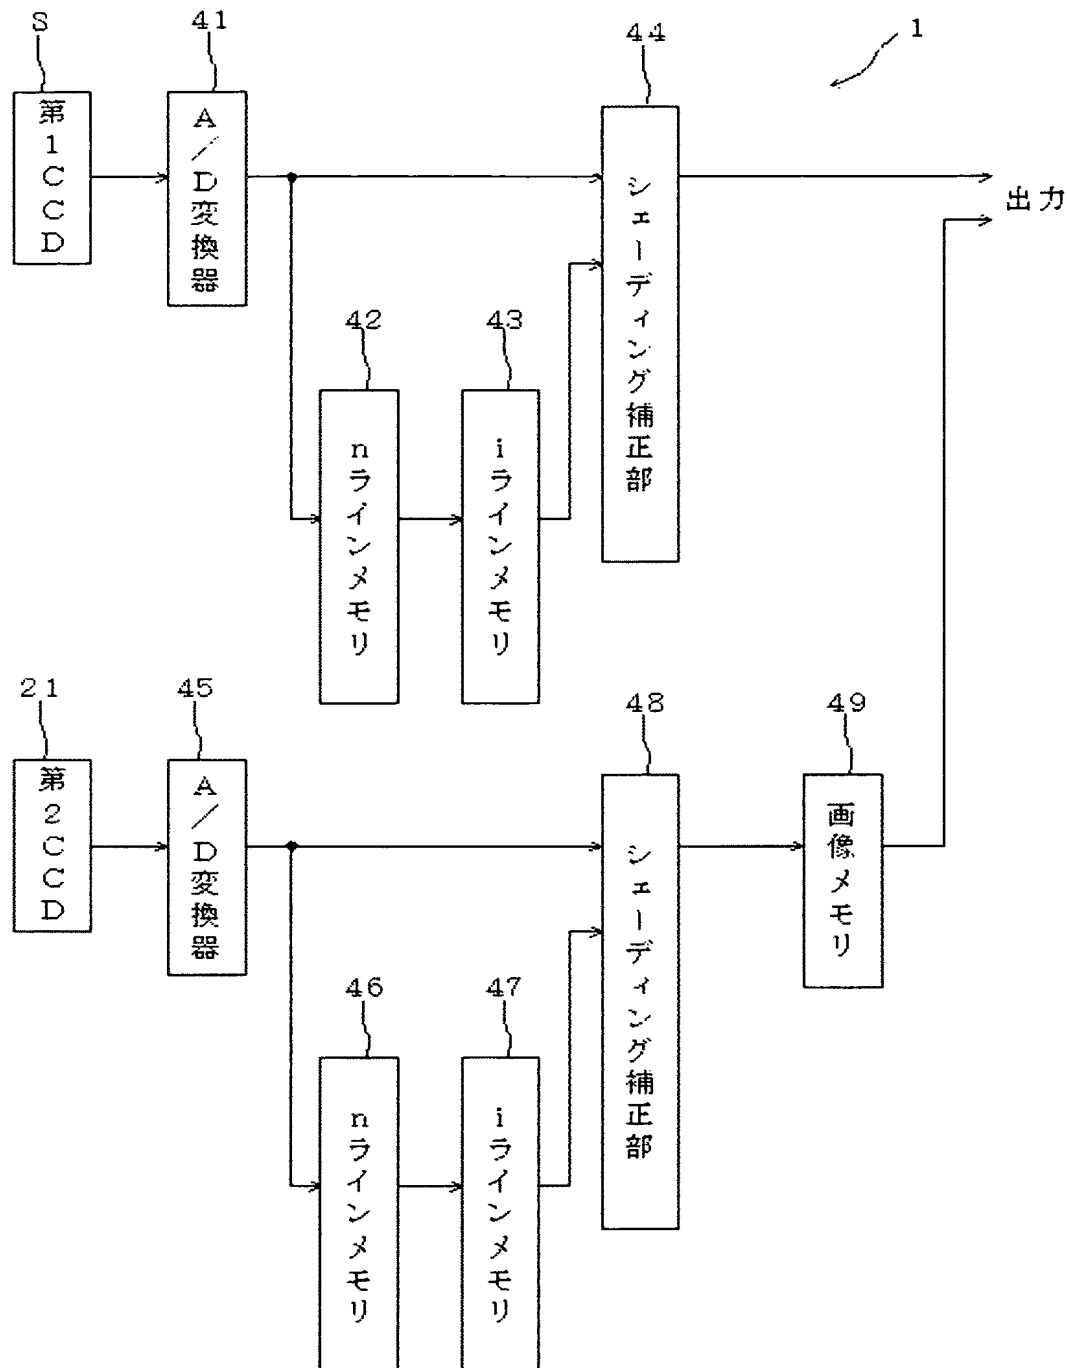 S
41
44
1
第1CCD
A/D変換器
シェーディング補正部
出力
42
43
nラインメモリ
iラインメモリ
21
45
48
49
第2CCD
A/D変換器
シェーディング補正部
画像メモリ
46
47
nラインメモリ
iラインメモリ